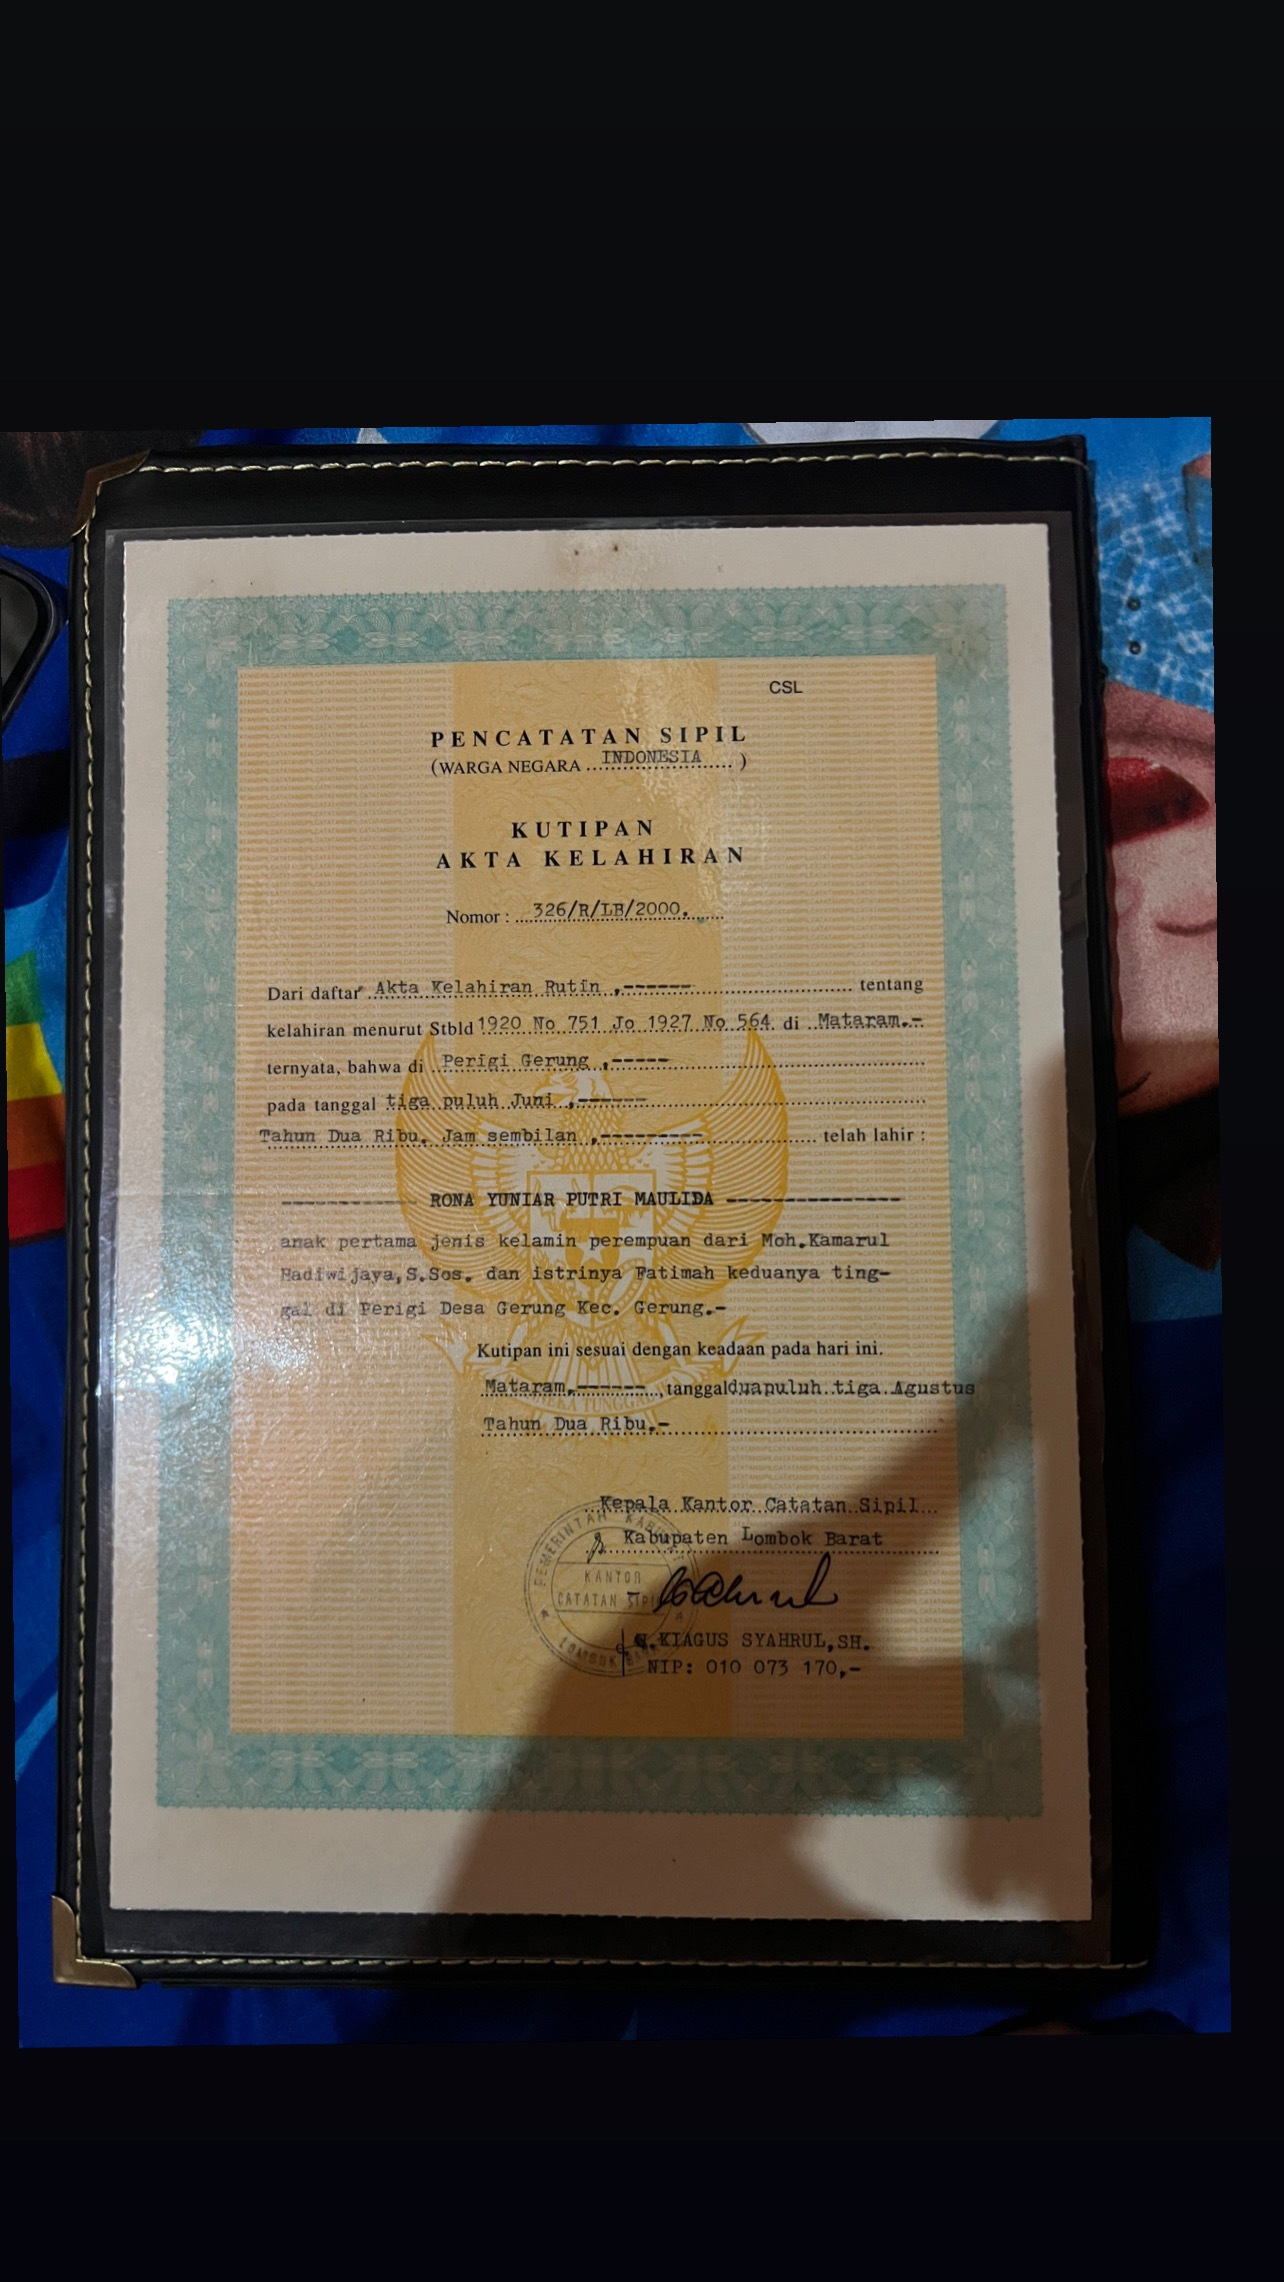 CSL
PENCATATAN SIPIL
(WARGA NEGARA INDONESIA )
KUTIPAN
AKTA KELAHIRAN
Nomor : 326/R/LB/2000.
Dari daftar Akta Kelahiran Rutin ,------ tentang
kelahiran menurut Stbld 1920 No 751 Jo 1927 No 564 di Mataram.-
ternyata, bahwa di Perigi Gerung ,-----
pada tanggal tiga puluh Juni ,------
Tahun Dua Ribu. Jam sembilan ,--------- telah lahir :
----------- RONA YUNIAR PUTRI MAULIDA --------------
anak pertama jenis kelamin perempuan dari Moh.Kamarul
Hadiwijaya,S.Sos. dan istrinya Fatimah keduanya ting-
gal di Perigi Desa Gerung Kec. Gerung.-
Kutipan ini sesuai dengan keadaan pada hari ini.
Mataram,------ ,tanggal duapuluh tiga Agustus
Tahun Dua Ribu.-
Kepala Kantor Catatan Sipil
Kabupaten Lombok Barat
PEMERINTAH
KANTOR
CATATAN SIPIL
LOMBOK
KIAGUS SYAHRUL,SH.
NIP: 010 073 170,-